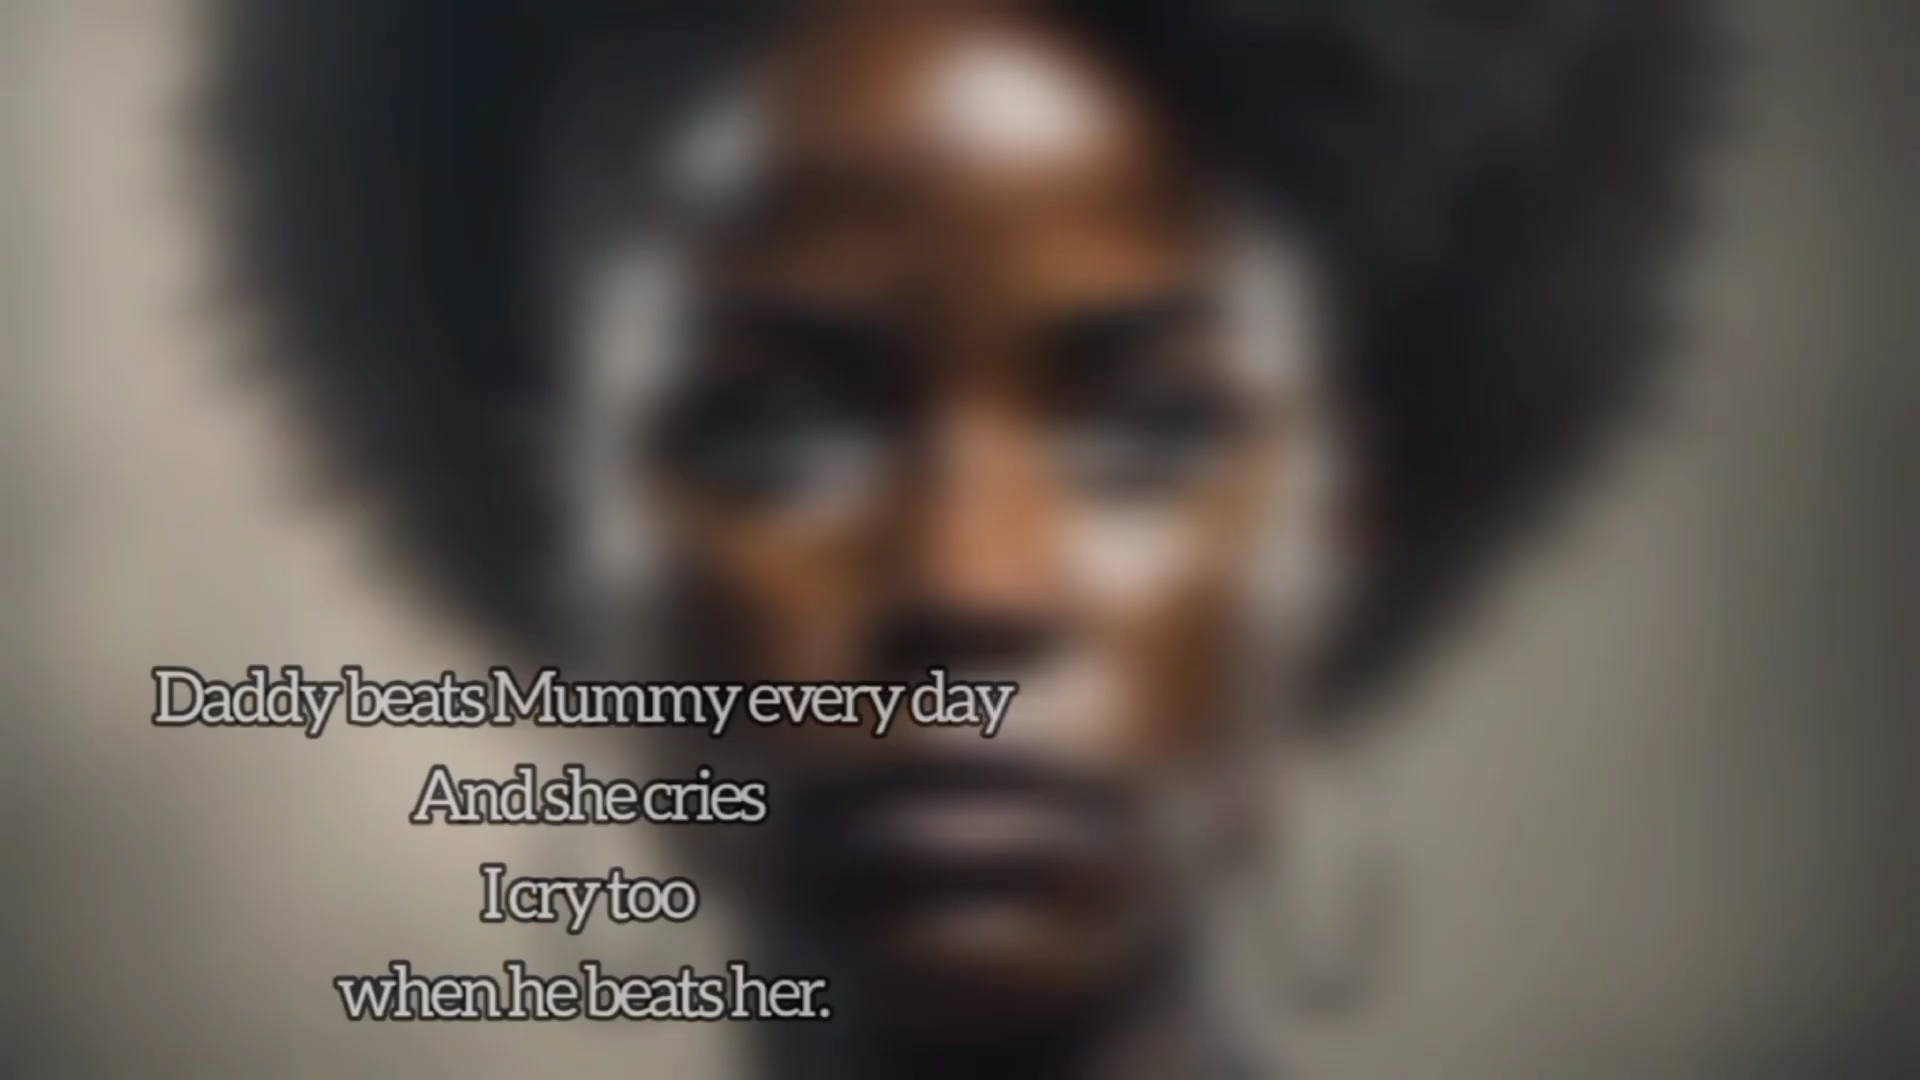 Daddy beats Mummy every day
And she cries
I cry too
when he beats her.